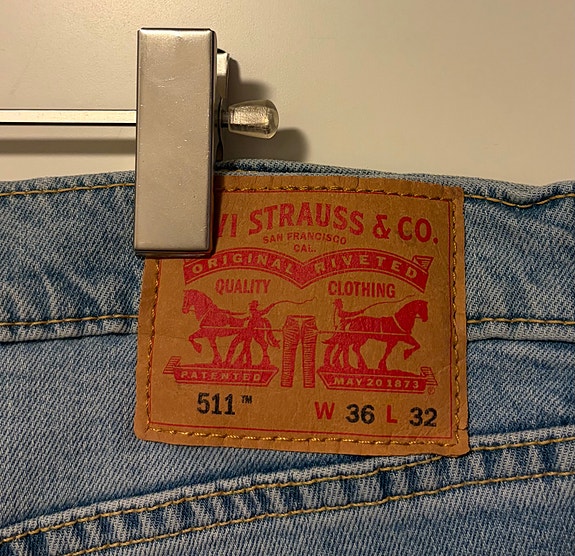 VI STRAUSS & CO.
SAN FRANCISCO
CAL.
ORIGINAL RIVETED
QUALITY CLOTHING
PATENTED MAY 20 1873
511™ W 36 L 32